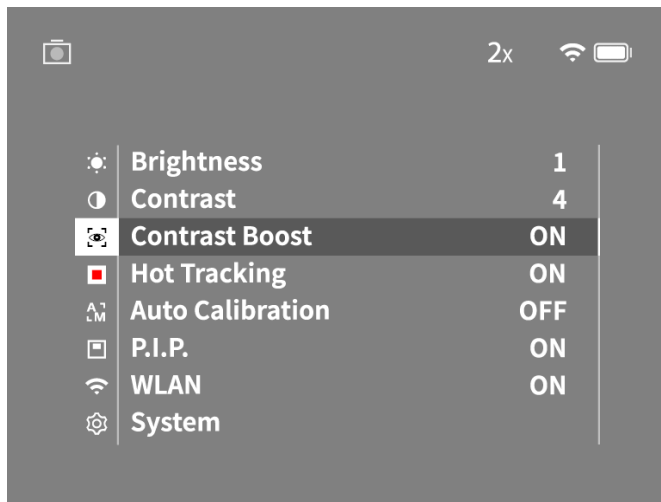 2x
Brightness 1
Contrast 4
Contrast Boost ON
Hot Tracking ON
A M Auto Calibration OFF
P.I.P. ON
WLAN ON
System